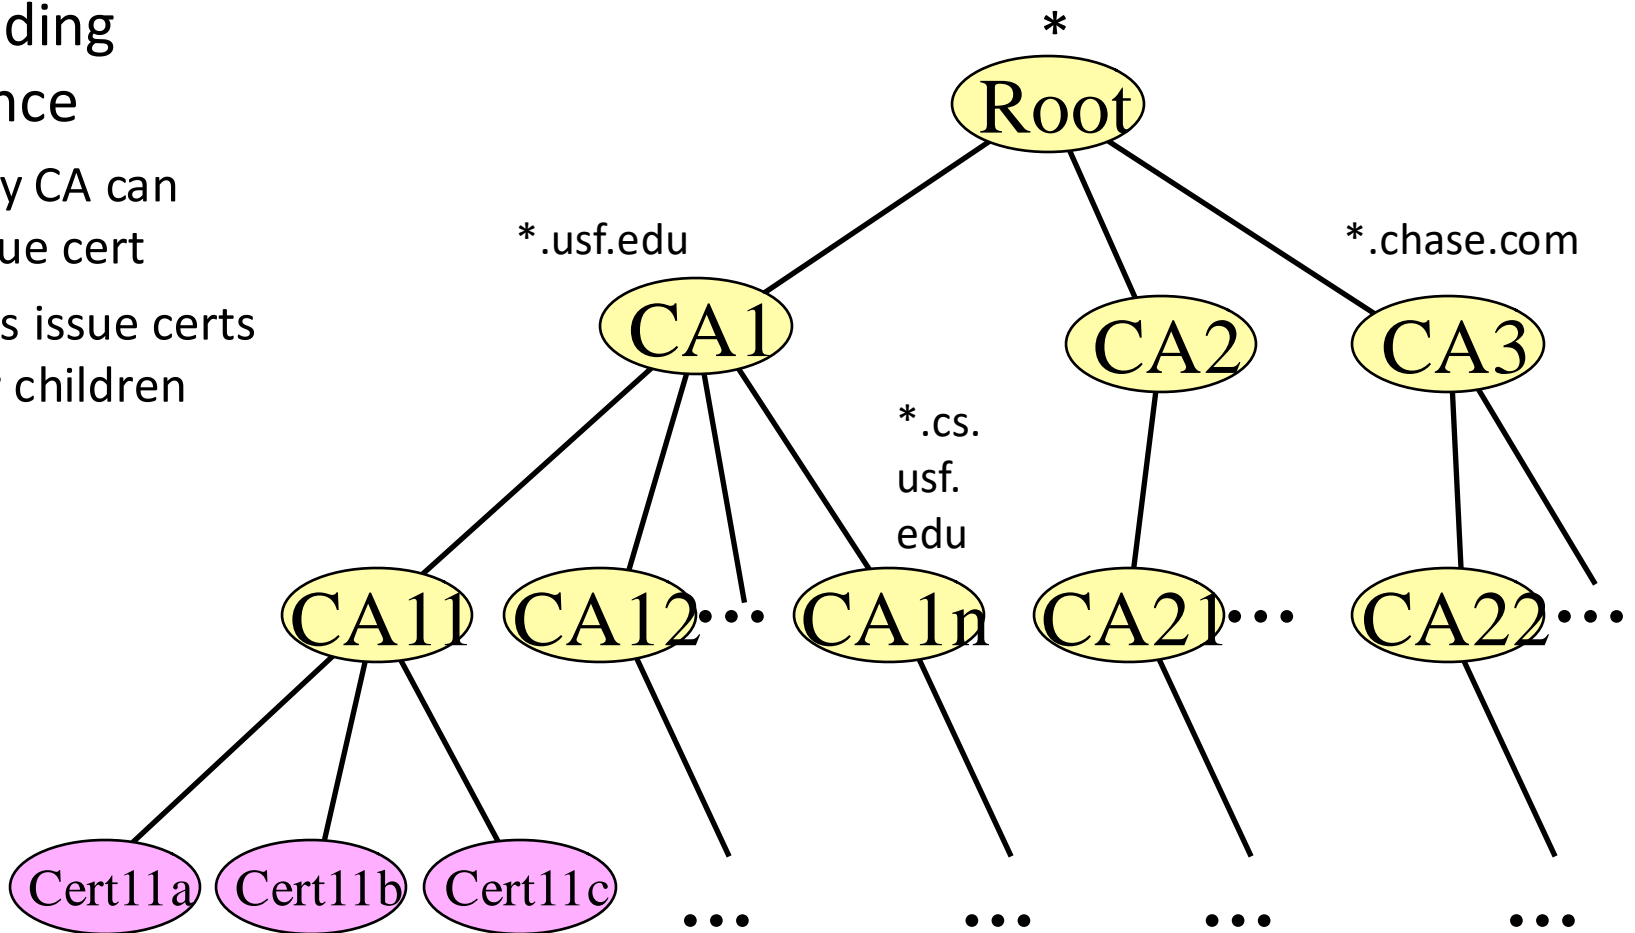 ding
nce
y CA can
ue cert
s issue certs
children
*
Root
*.usf.edu
*.chase.com
CA1
CA2
CA3
*.cs.
usf.
edu
CA11
CA12
...
CA1n
CA21
...
CA22
...
Cert11a
Cert11b
Cert11c
...
...
...
...